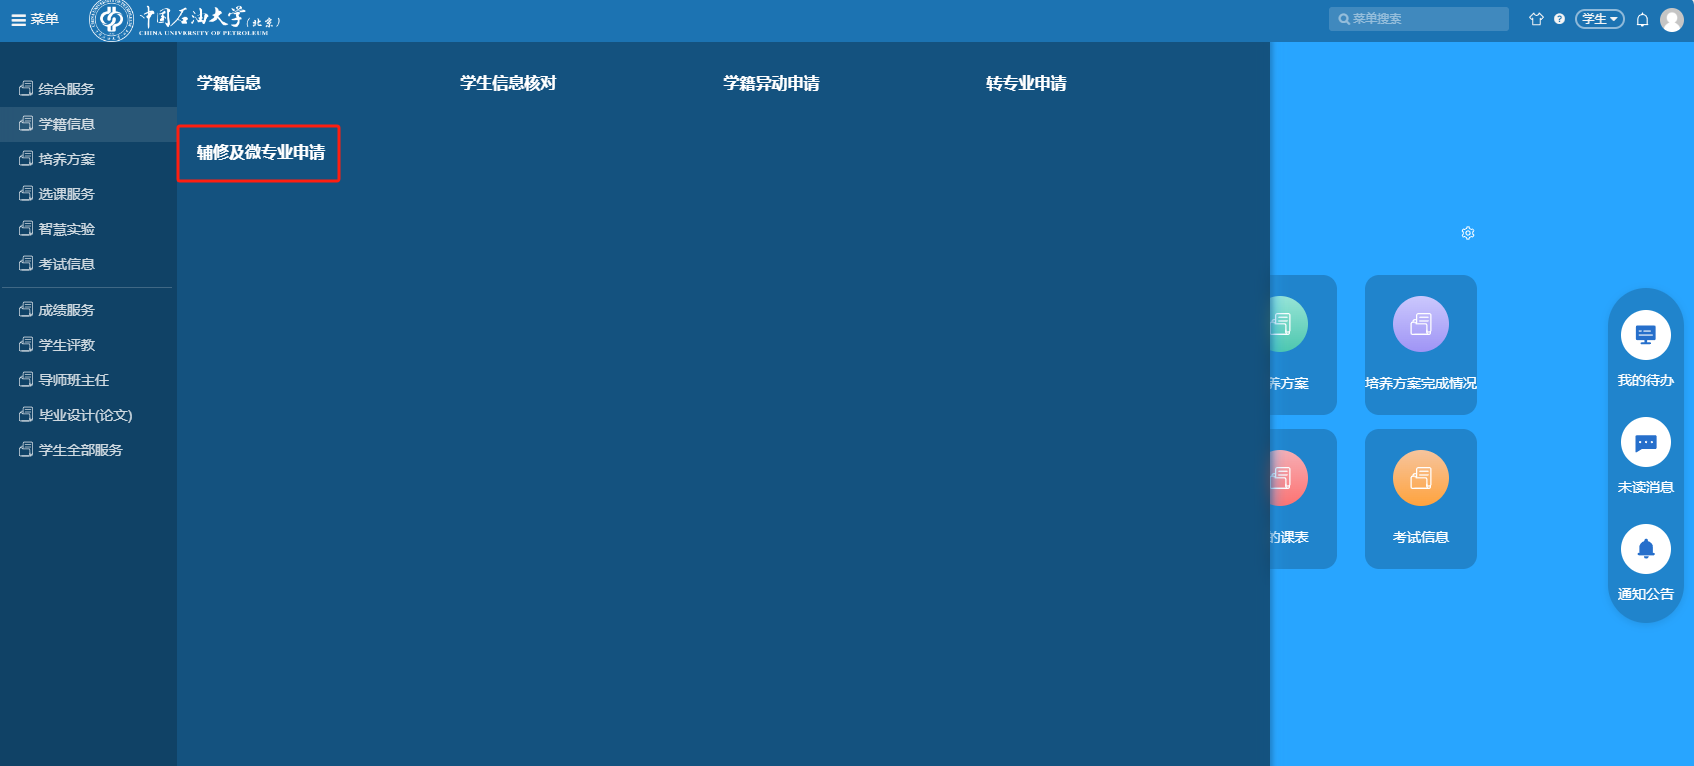 菜单
中国石油大学(北京)
CHINA UNIVERSITY OF PETROLEUM
菜单搜索
学生
综合服务
学籍信息
培养方案
选课服务
智慧实验
考试信息
成绩服务
学生评教
导师班主任
毕业设计(论文)
学生全部服务
学籍信息
学生信息核对
学籍异动申请
转专业申请
辅修及微专业申请
养方案
培养方案完成情况
的课表
考试信息
我的待办
未读消息
通知公告